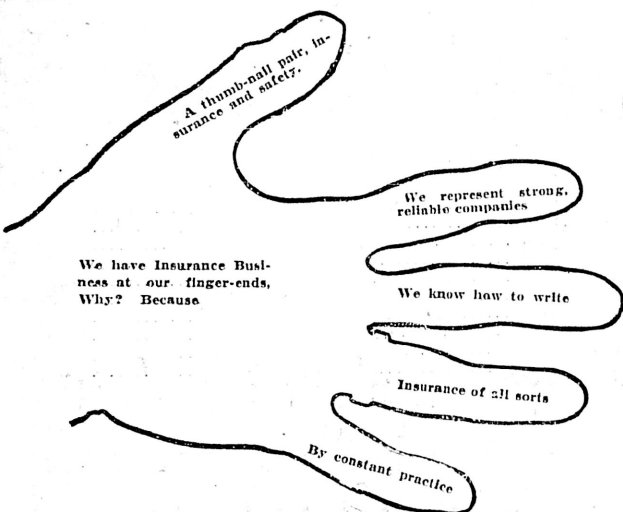 A thumb-nail pair, in-
surance and safety.
We represent strong,
reliable companies
We have Insurance Busi-
ness at our finger-ends,
Why? Because
We know how to write
Insurance of all sorts
By constant practice